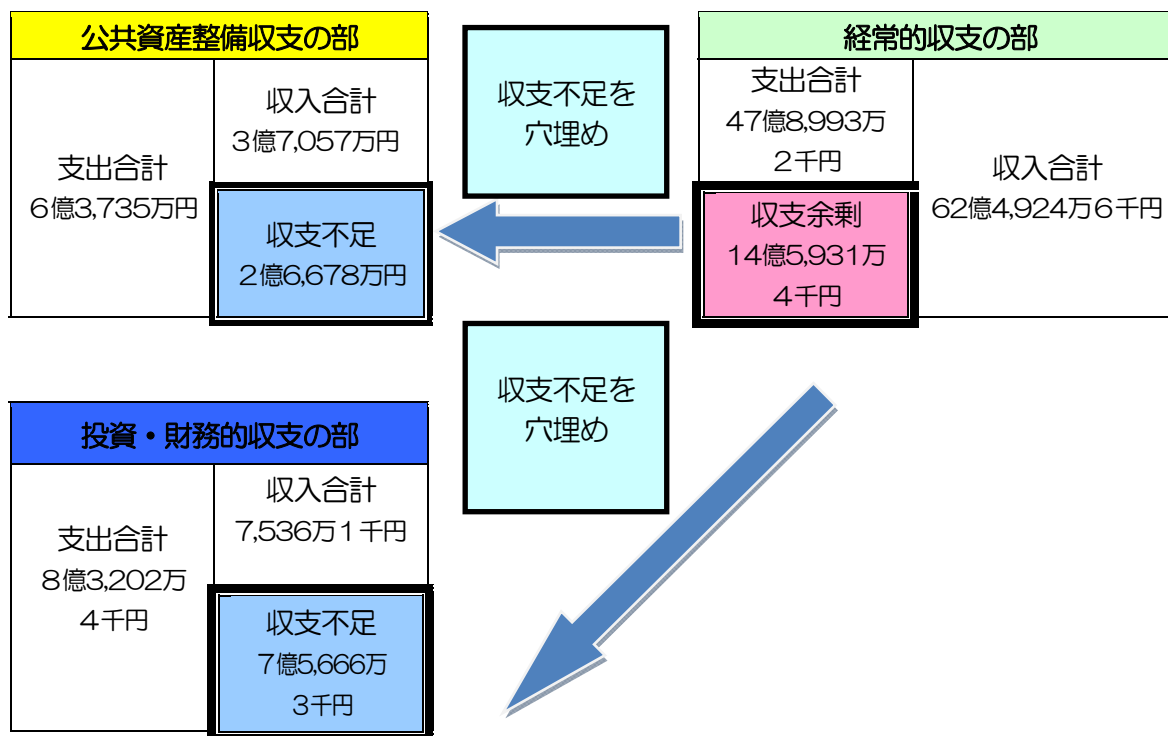 公共資産整備収支の部
支出合計
６億3,735万円
収入合計
３億7,057万円
収支不足
２億6,678万円
収支不足を
穴埋め
経常的収支の部
支出合計
47億8,993万
２千円
収支余剰
14億5,931万
４千円
収入合計
62億4,924万６千円
収支不足を
穴埋め
投資・財務的収支の部
支出合計
８億3,202万
４千円
収入合計
7,536万１千円
収支不足
７億5,666万
３千円